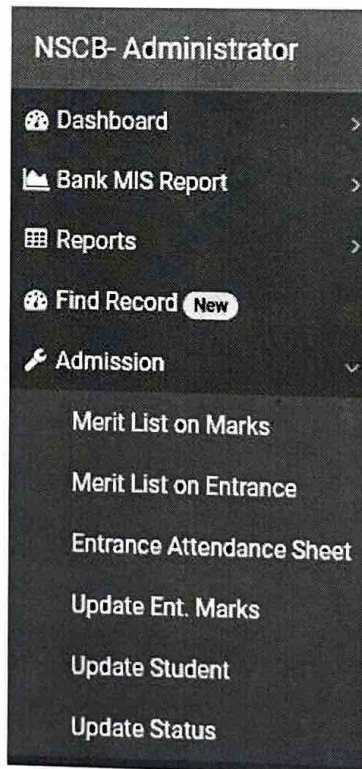 NSCB- Administrator
Dashboard
Bank MIS Report
Reports
Find Record New
Admission
Merit List on Marks
Merit List on Entrance
Entrance Attendance Sheet
Update Ent. Marks
Update Student
Update Status